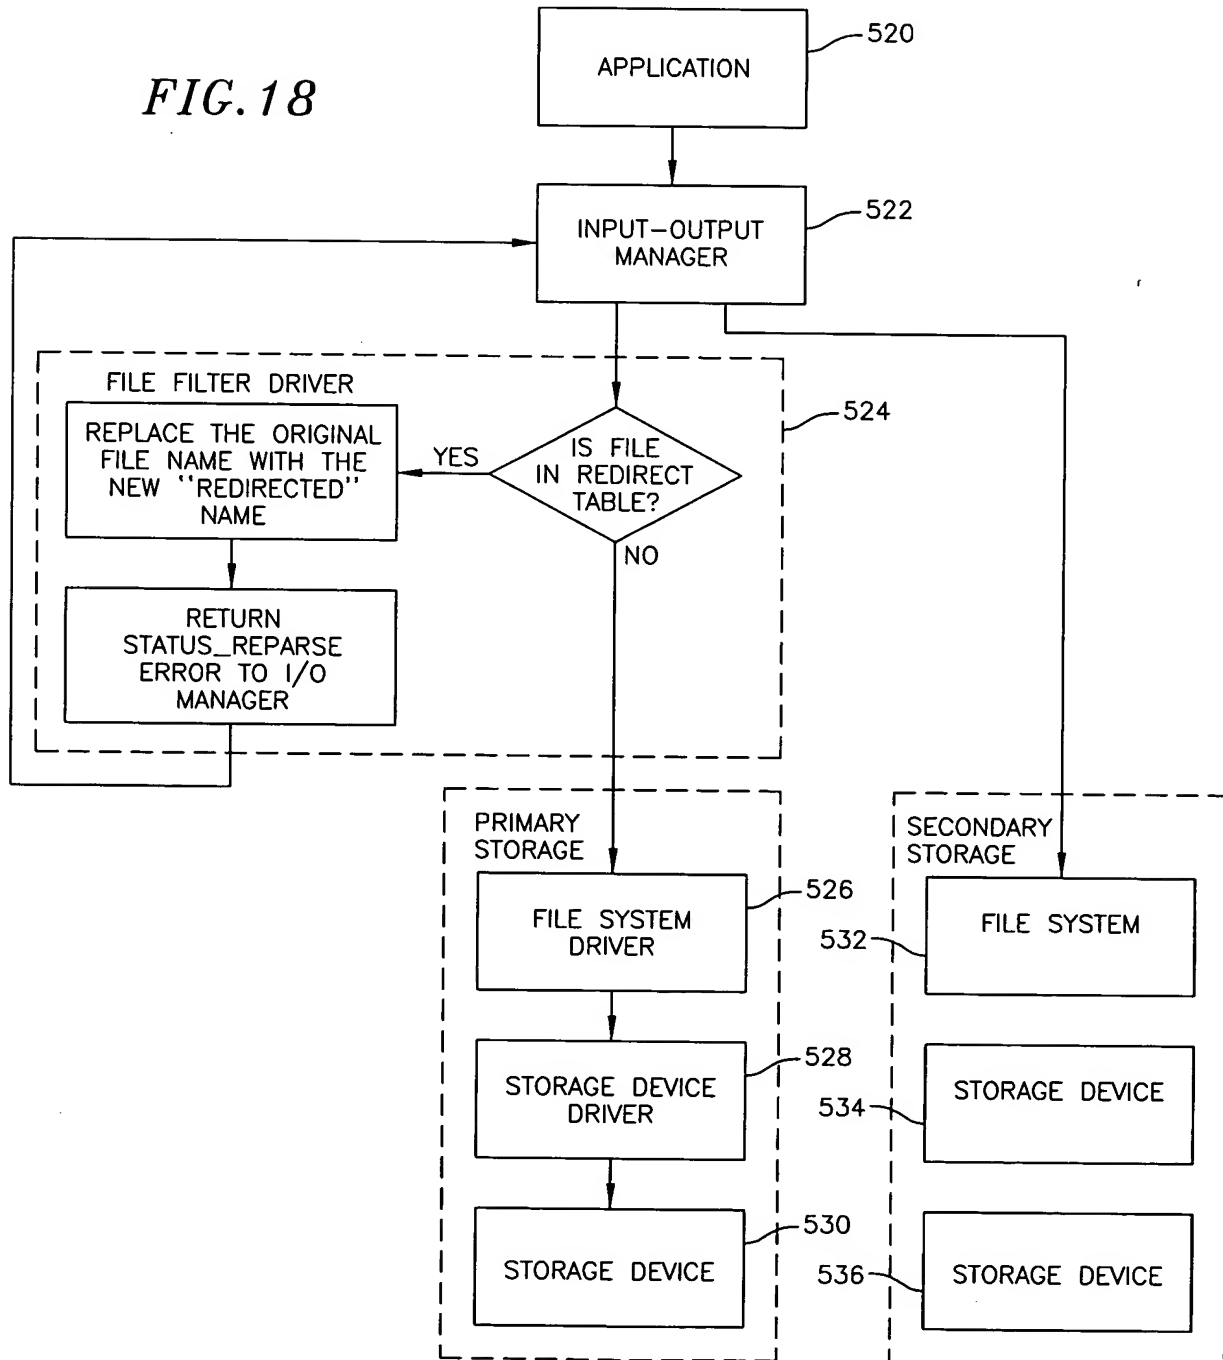 FIG.18
APPLICATION
520
INPUT-OUTPUT
MANAGER
522
FILE FILTER DRIVER
524
REPLACE THE ORIGINAL
FILE NAME WITH THE
NEW "REDIRECTED"
NAME
YES
IS FILE
IN REDIRECT
TABLE?
NO
RETURN
STATUS_REPARSE
ERROR TO I/O
MANAGER
PRIMARY
STORAGE
FILE SYSTEM
DRIVER
526
STORAGE DEVICE
DRIVER
528
STORAGE DEVICE
530
SECONDARY
STORAGE
FILE SYSTEM
532
STORAGE DEVICE
534
STORAGE DEVICE
536